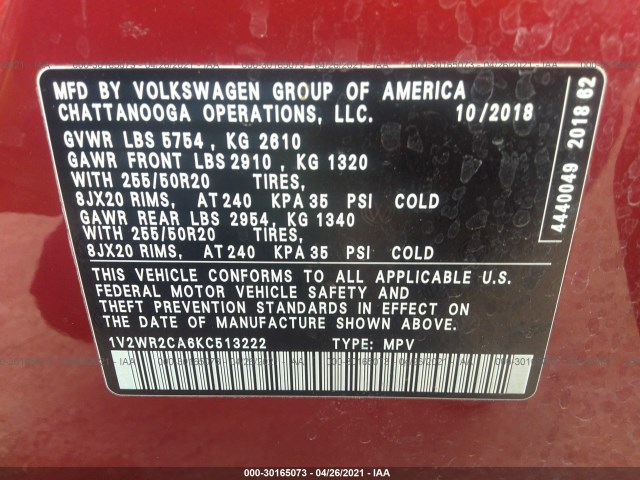 MFD BY VOLKSWAGEN GROUP OF AMERICA
CHATTANOOGA OPERATIONS, LLC. 10/2018
GVWR LBS 5754 , KG 2610
GAWR FRONT LBS 2910 , KG 1320
WITH 255/50R20 TIRES,
8JX20 RIMS, AT 240 KPA 35 PSI COLD
GAWR REAR LBS 2954 , KG 1340
WITH 255/50R20 TIRES,
8JX20 RIMS, AT 240 KPA 35 PSI COLD
THIS VEHICLE CONFORMS TO ALL APPLICABLE U.S.
FEDERAL MOTOR VEHICLE SAFETY AND
THEFT PREVENTION STANDARDS IN EFFECT ON
THE DATE OF MANUFACTURE SHOWN ABOVE.
1V2WR2CA6KC513222 TYPE: MPV
4440049 2018 62
000-30165073 - 04/26/2021 - IAA